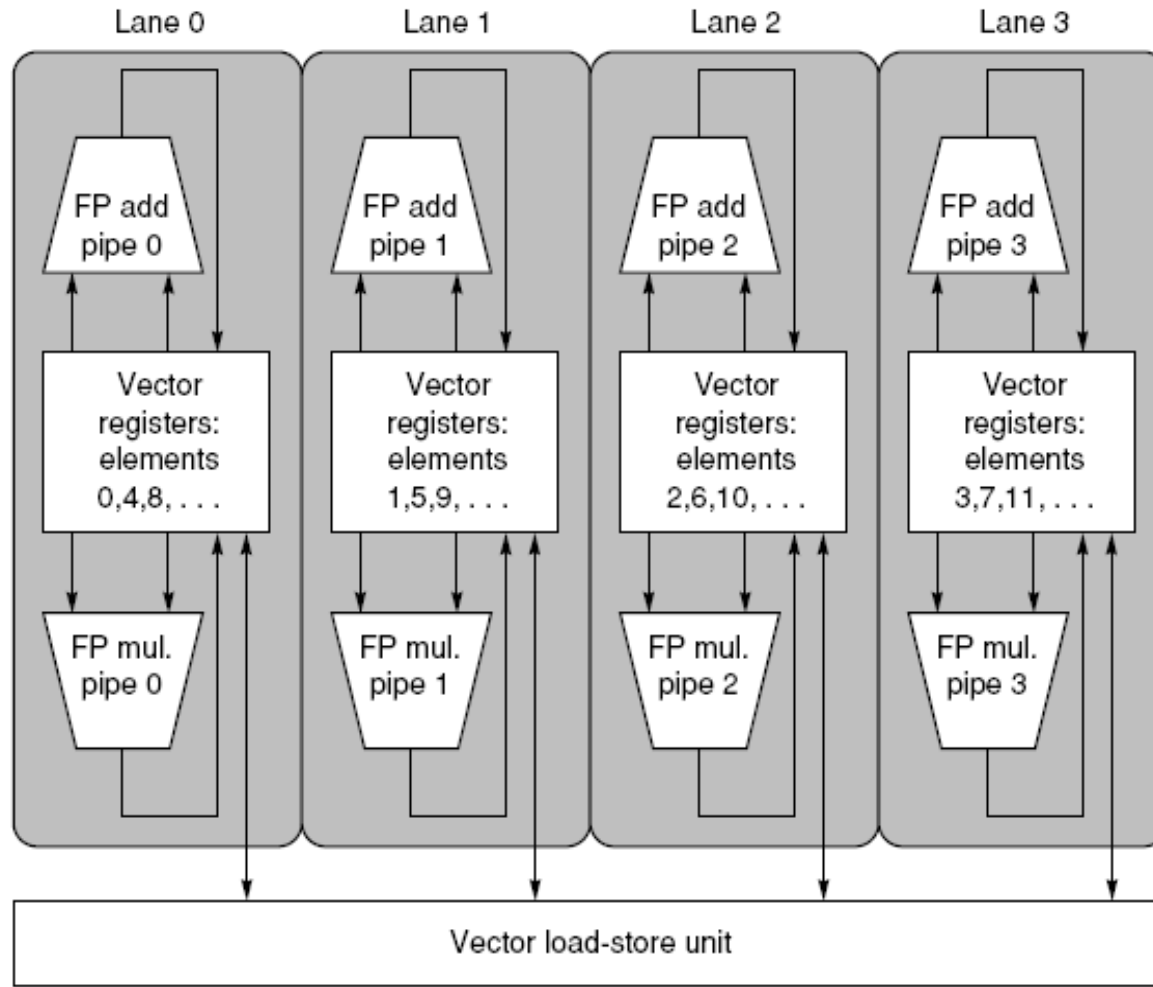 Lane 0
Lane 1
Lane 2
Lane 3
FP add
pipe 0
FP add
pipe 1
FP add
pipe 2
FP add
pipe 3
Vector
registers:
elements
0,4,8, . . .
Vector
registers:
elements
1,5,9, . . .
Vector
registers:
elements
2,6,10, . . .
Vector
registers:
elements
3,7,11, . . .
FP mul.
pipe 0
FP mul.
pipe 1
FP mul.
pipe 2
FP mul.
pipe 3
Vector load-store unit